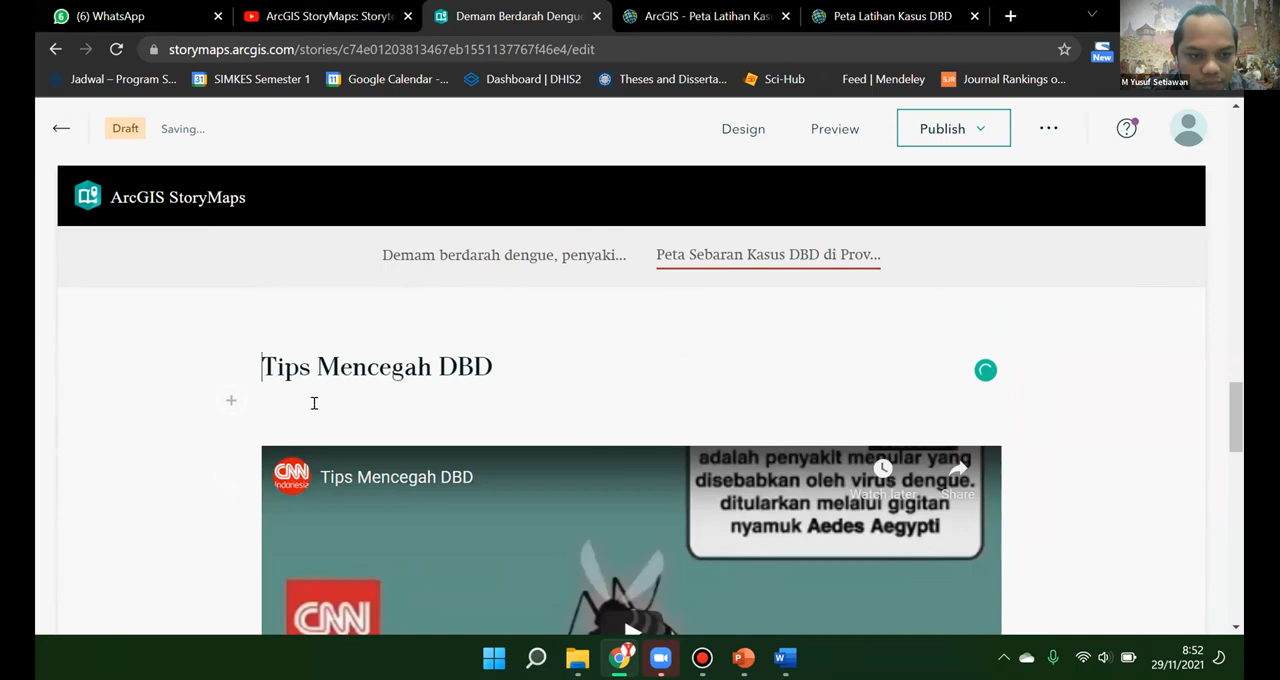 (6) WhatsApp
ArcGIS StoryMaps: Storyte
Demam Berdarah Dengue
ArcGIS - Peta Latihan Kas
Peta Latihan Kasus DBD
storymaps.arcgis.com/stories/c74e01203813467eb1551137767f46e4/edit
New
M Yusuf Setiawan
Jadwal – Program S...
SIMKES Semester 1
Google Calendar -...
Dashboard | DHIS2
Theses and Disserta...
Sci-Hub
Feed | Mendeley
Journal Rankings o...
Draft
Saving...
Design
Preview
Publish
ArcGIS StoryMaps
Demam berdarah dengue, penyaki...
Peta Sebaran Kasus DBD di Prov...
Tips Mencegah DBD
CNN
Indonesia
Tips Mencegah DBD
Watch later
Share
adalah penyakit menular yang
disebabkan oleh virus dengue.
ditularkan melalui gigitan
nyamuk Aedes Aegypti
CNN
8:52
29/11/2021